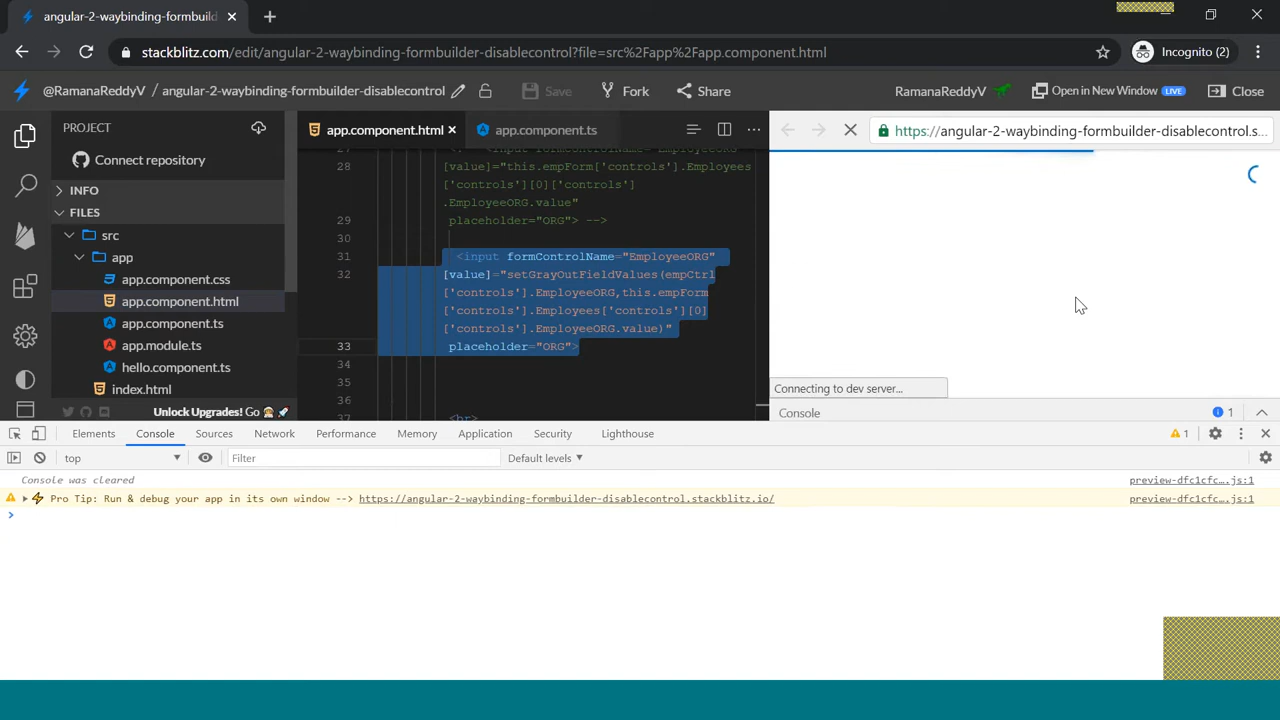 angular-2-waybinding-formbuild
stackblitz.com/edit/angular-2-waybinding-formbuilder-disablecontrol?file=src%2Fapp%2Fapp.component.html
Incognito (2)
@RamanaReddyV / angular-2-waybinding-formbuilder-disablecontrol
Save
Fork
Share
RamanaReddyV
Open in New Window LIVE
Close
PROJECT
Connect repository
INFO
FILES
src
app
app.component.css
app.component.html
app.component.ts
app.module.ts
hello.component.ts
index.html
Unlock Upgrades! Go
app.component.html
app.component.ts
28 [value]="this.empForm['controls'].Employees
['controls'][0]['controls']
.EmployeeORG.value"
29 placeholder="ORG"> -->
30
31 <input formControlName="EmployeeORG"
32 [value]="setGrayOutFieldValues(empCtrl
['controls'].EmployeeORG,this.empForm
['controls'].Employees['controls'][0]
['controls'].EmployeeORG.value)"
33 placeholder="ORG">
34
35
36
37 <br>
https://angular-2-waybinding-formbuilder-disablecontrol.s...
Connecting to dev server...
Console
1
Elements
Console
Sources
Network
Performance
Memory
Application
Security
Lighthouse
1
top
Filter
Default levels
Console was cleared
preview-dfc1cfc….js:1
Pro Tip: Run & debug your app in its own window --> https://angular-2-waybinding-formbuilder-disablecontrol.stackblitz.io/
preview-dfc1cfc….js:1